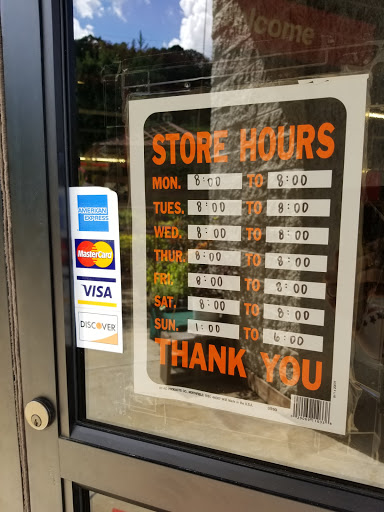 Welcome
STORE HOURS
MON. 8:00 TO 8:00
TUES. 8:00 TO 8:00
WED. 8:00 TO 8:00
THUR. 8:00 TO 8:00
FRI. 8:00 TO 8:00
SAT. 8:00 TO 8:00
SUN. 1:00 TO 6:00
THANK YOU
AMERICAN
EXPRESS
MasterCard
VISA
DISCOVER